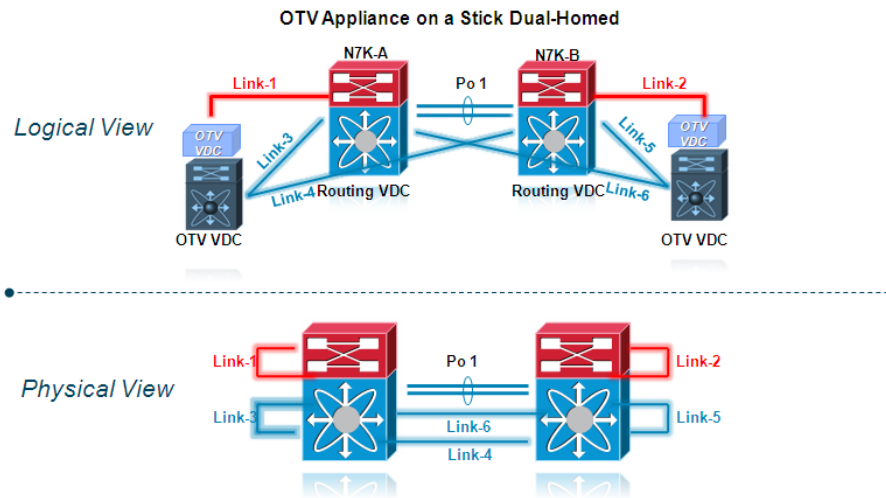 OTV Appliance on a Stick Dual-Homed
N7K-A
N7K-B
Link-1
Po 1
Link-2
Logical View
OTV
VDC
OTV
VDC
Link-3
Link-5
Link-4
Routing VDC
Routing VDC
Link-6
OTV VDC
OTV VDC
Link-1
Po 1
Link-2
Physical View
Link-3
Link-6
Link-5
Link-4